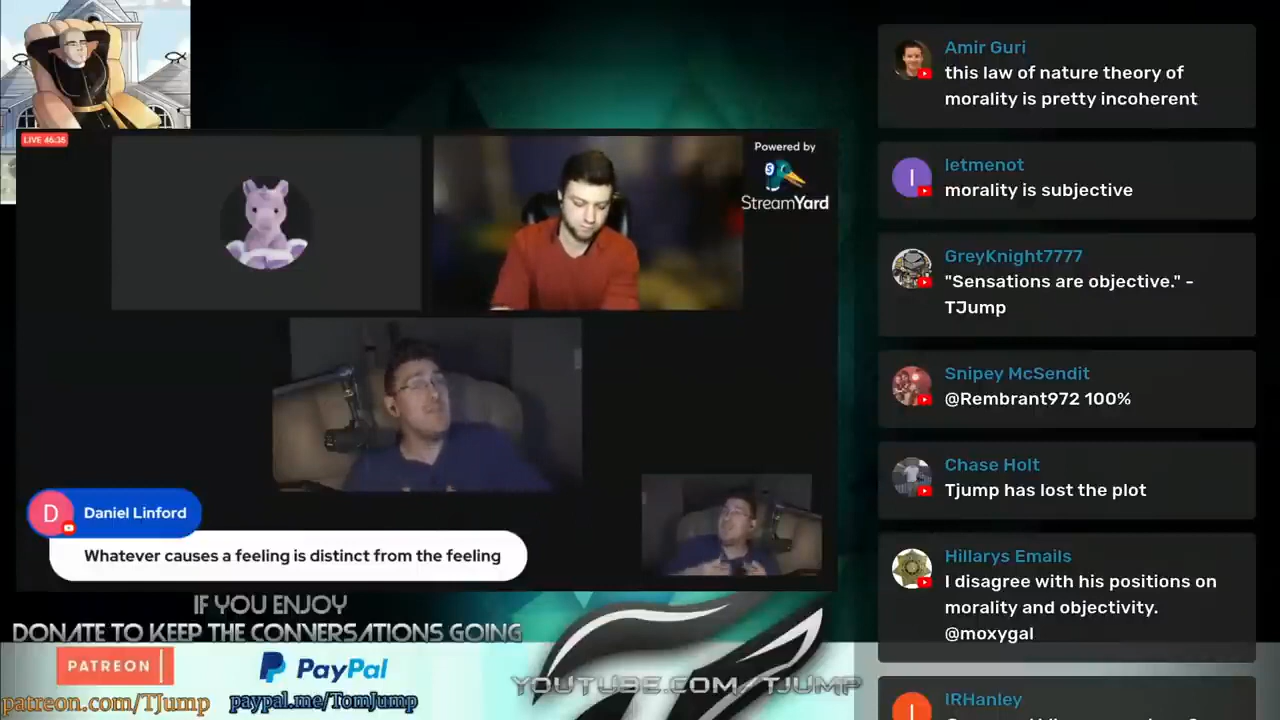 LIVE 46:35
Powered by
S
StreamYard
D
Daniel Linford
Whatever causes a feeling is distinct from the feeling
IF YOU ENJOY
DONATE TO KEEP THE CONVERSATIONS GOING
PATREON
PayPal
patreon.com/TJump
paypal.me/TomJump
YOUTUBE.COM/TJUMP
Amir Guri
this law of nature theory of
morality is pretty incoherent
I
letmenot
morality is subjective
GreyKnight7777
"Sensations are objective." -
TJump
Snipey McSendit
@Rembrant972 100%
Chase Holt
Tjump has lost the plot
Hillarys Emails
I disagree with his positions on
morality and objectivity.
@moxygal
I
IRHanley